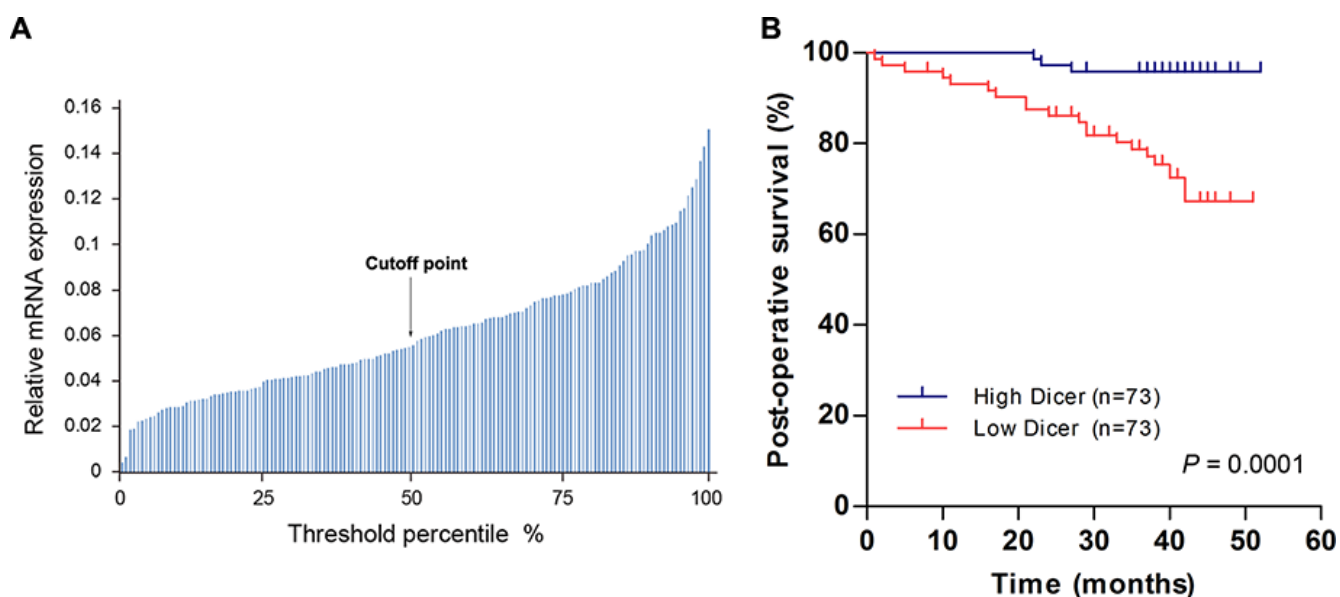 A
Relative mRNA expression
0.16
0.14
0.12
0.1
0.08
0.06
0.04
0.02
0
Cutoff point
0 25 50 75 100
Threshold percentile %
B
Post-operative survival (%)
100
80
60
40
20
0
High Dicer (n=73)
Low Dicer (n=73)
P = 0.0001
0 10 20 30 40 50 60
Time (months)